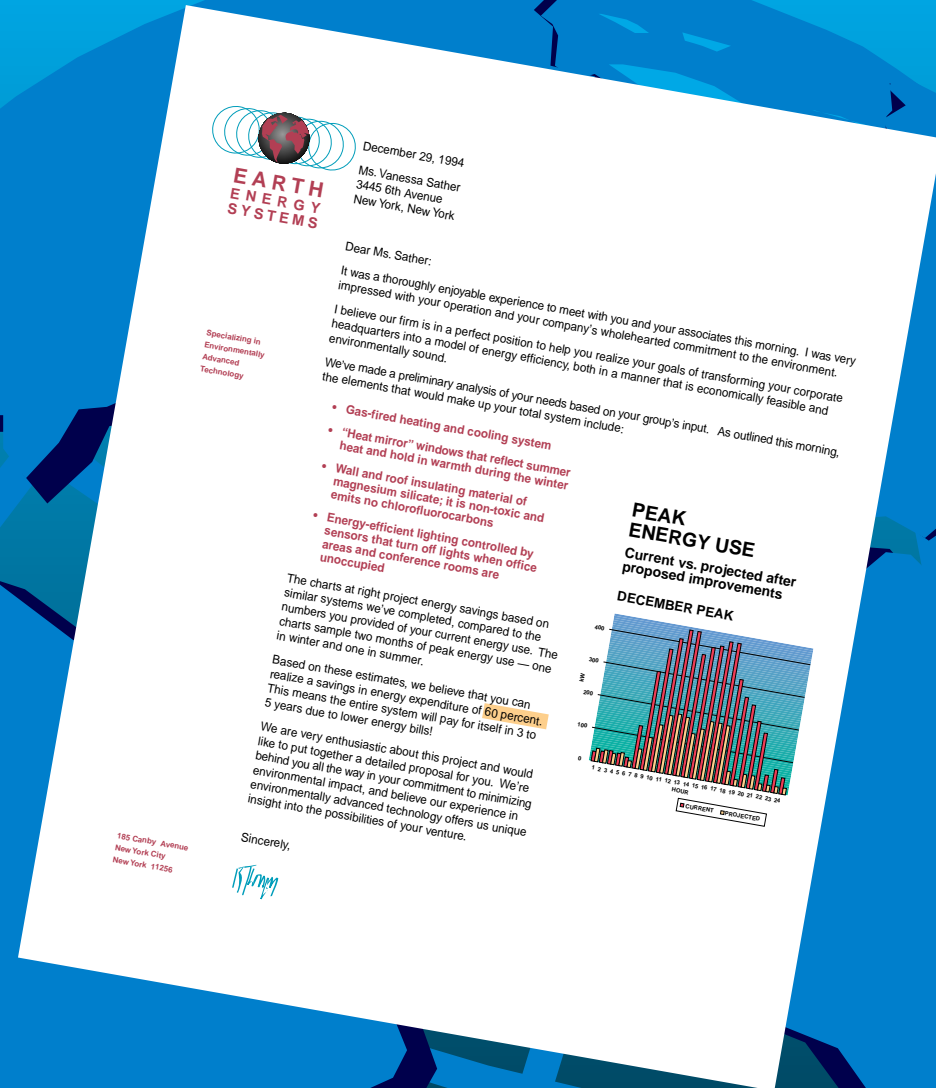 EARTH
ENERGY
SYSTEMS
December 29, 1994
Ms. Vanessa Sather
3445 6th Avenue
New York, New York
Dear Ms. Sather:
It was a thoroughly enjoyable experience to meet with you and your associates this morning. I was very
impressed with your operation and your company's wholehearted commitment to the environment.
I believe our firm is in a perfect position to help you realize your goals of transforming your corporate
headquarters into a model of energy efficiency, both in a manner that is economically feasible and
environmentally sound.
Specializing in
Environmentally
Advanced
Technology
We've made a preliminary analysis of your needs based on your group's input. As outlined this morning,
the elements that would make up your total system include:
• Gas-fired heating and cooling system
• “Heat mirror” windows that reflect summer
heat and hold in warmth during the winter
• Wall and roof insulating material of
magnesium silicate; it is non-toxic and
emits no chlorofluorocarbons
• Energy-efficient lighting controlled by
sensors that turn off lights when office
areas and conference rooms are
unoccupied
The charts at right project energy savings based on
similar systems we've completed, compared to the
numbers you provided of your current energy use. The
charts sample two months of peak energy use — one
in winter and one in summer.
Based on these estimates, we believe that you can
realize a savings in energy expenditure of 60 percent.
This means the entire system will pay for itself in 3 to
5 years due to lower energy bills!
We are very enthusiastic about this project and would
like to put together a detailed proposal for you. We're
behind you all the way in your commitment to minimizing
environmental impact, and believe our experience in
environmentally advanced technology offers us unique
insight into the possibilities of your venture.
Sincerely,
PEAK
ENERGY USE
Current vs. projected after
proposed improvements
DECEMBER PEAK
400
300
kW
200
100
0
1 2 3 4 5 6 7 8 9 10 11 12 13 14 15 16 17 18 19 20 21 22 23 24
HOUR
CURRENT PROJECTED
185 Canby Avenue
New York City
New York 11256